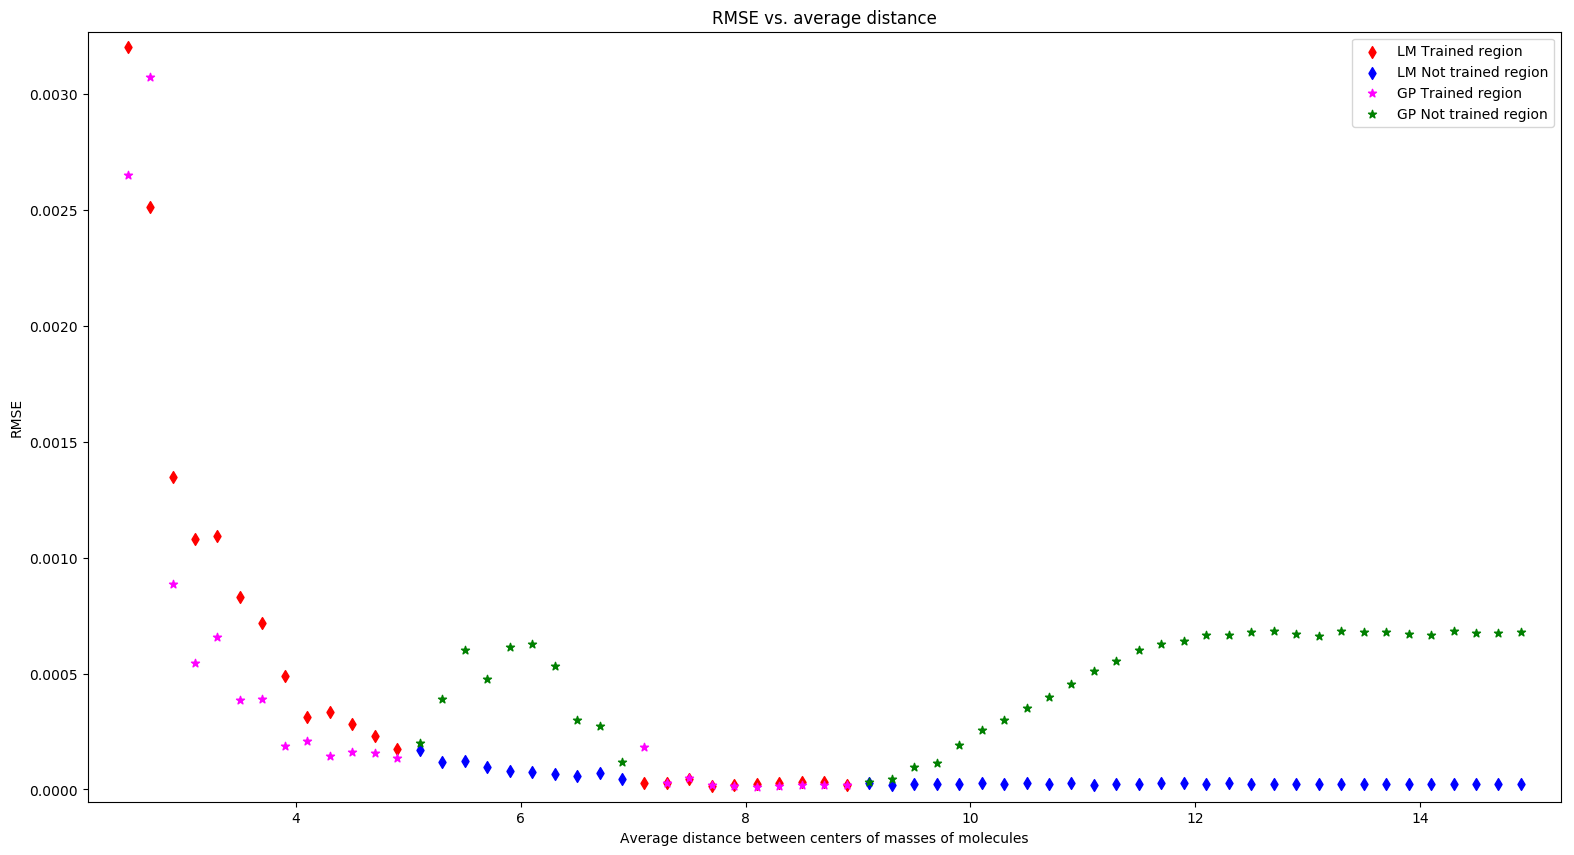 RMSE vs. average distance
LM Trained region
LM Not trained region
GP Trained region
GP Not trained region
RMSE
0.0030
0.0025
0.0020
0.0015
0.0010
0.0005
0.0000
4
6
8
10
12
14
Average distance between centers of masses of molecules